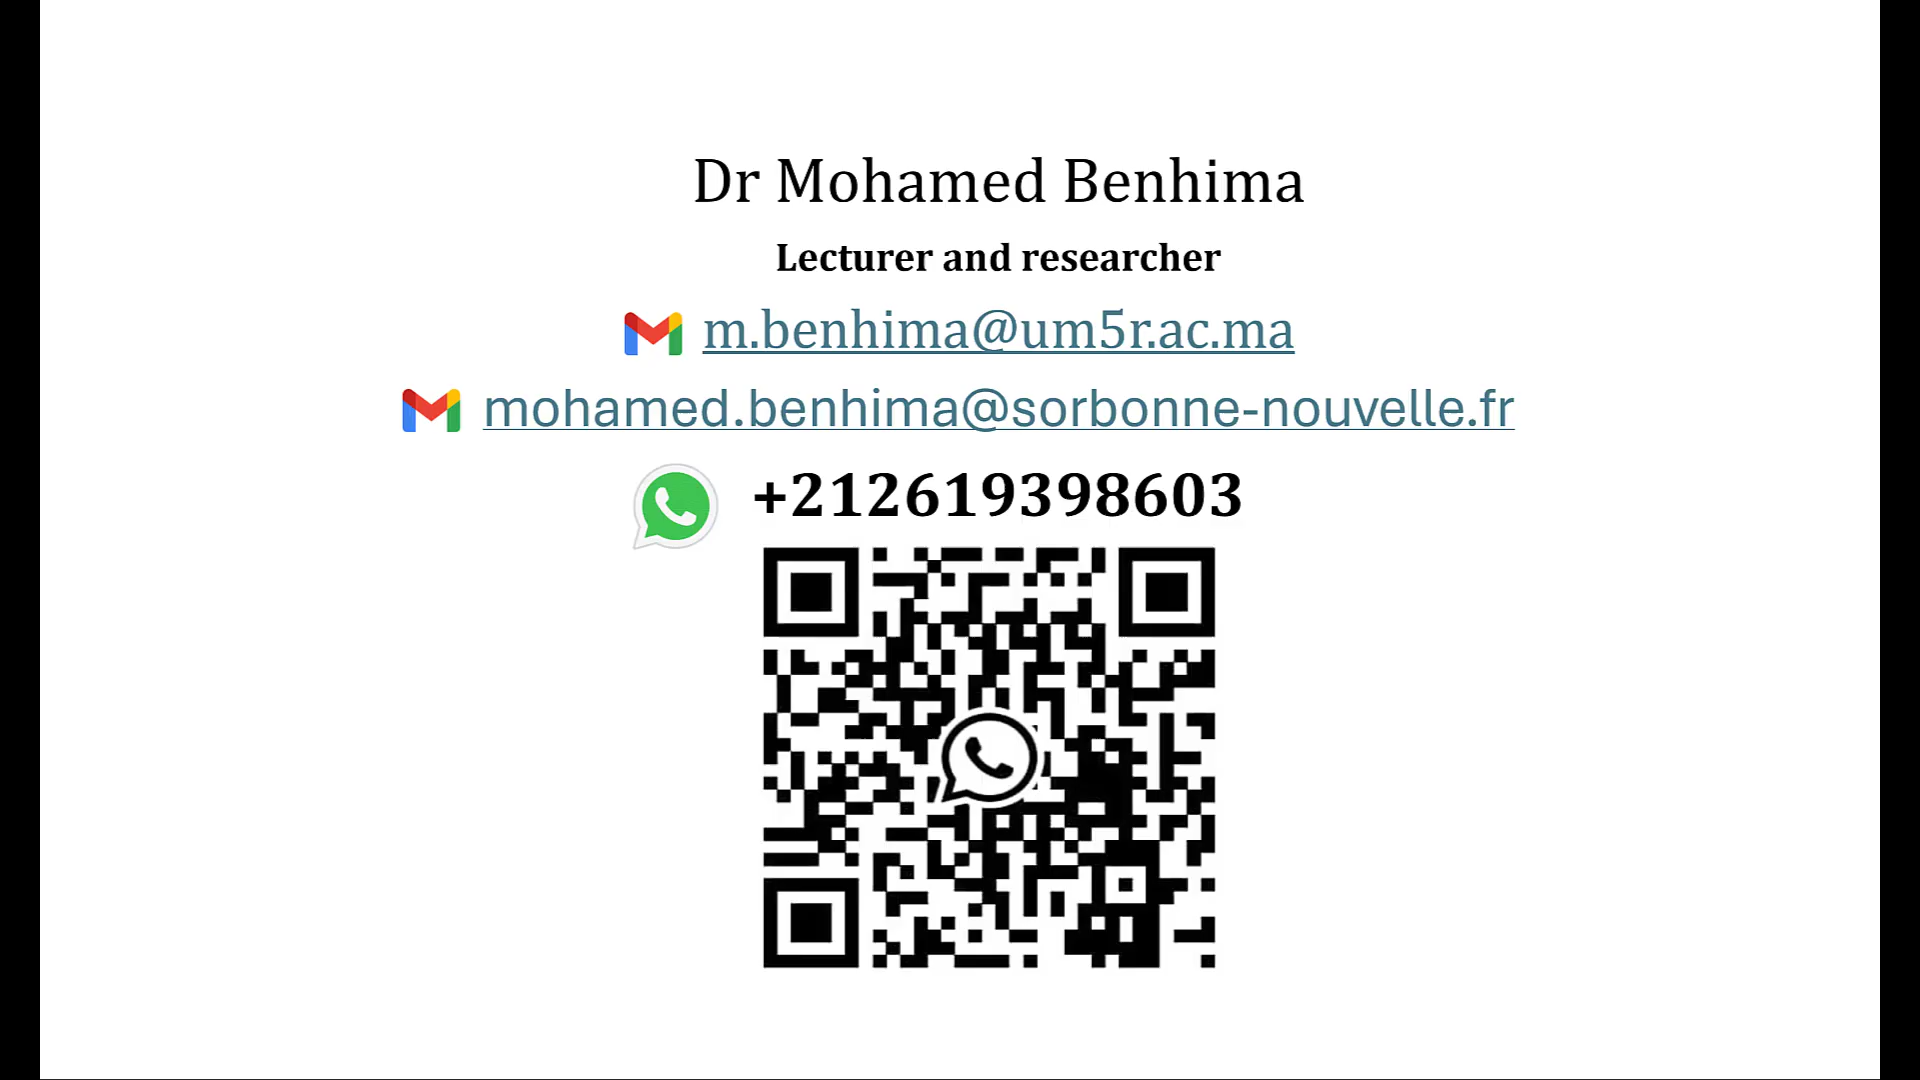 Dr Mohamed Benhima
Lecturer and researcher
m.benhima@um5r.ac.ma
mohamed.benhima@sorbonne-nouvelle.fr
+212619398603